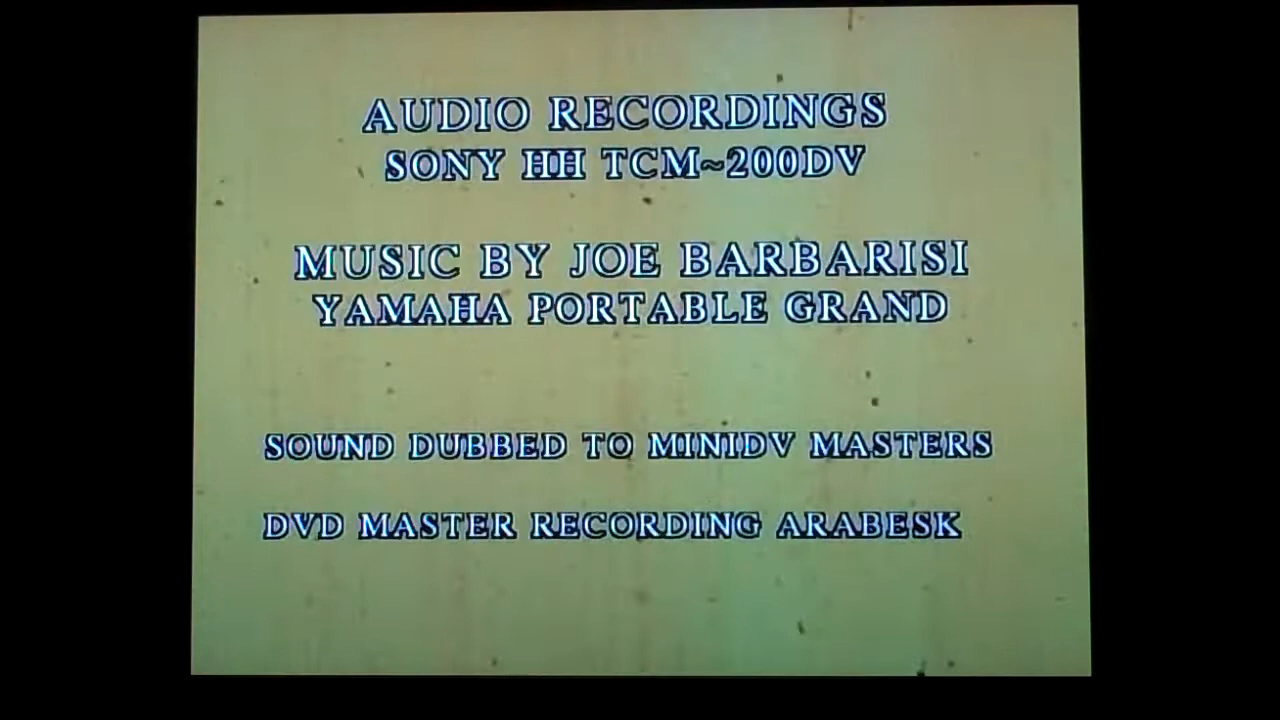 AUDIO RECORDINGS
SONY HH TCM~200DV
MUSIC BY JOE BARBARISI
YAMAHA PORTABLE GRAND
SOUND DUBBED TO MINIDV MASTERS
DVD MASTER RECORDING ARABESK